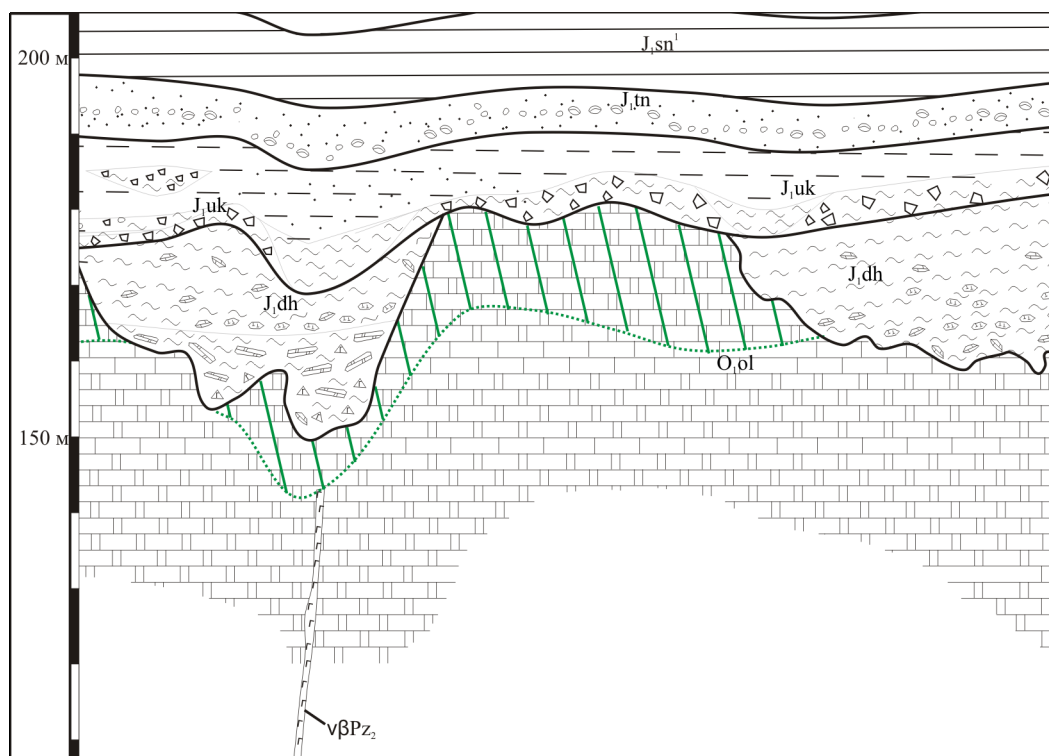 J₁sn¹
200 м
J₁tn
J₁uk
J₁uk
J₁dh
J₁dh
O₁ol
150 м
νβPz₂